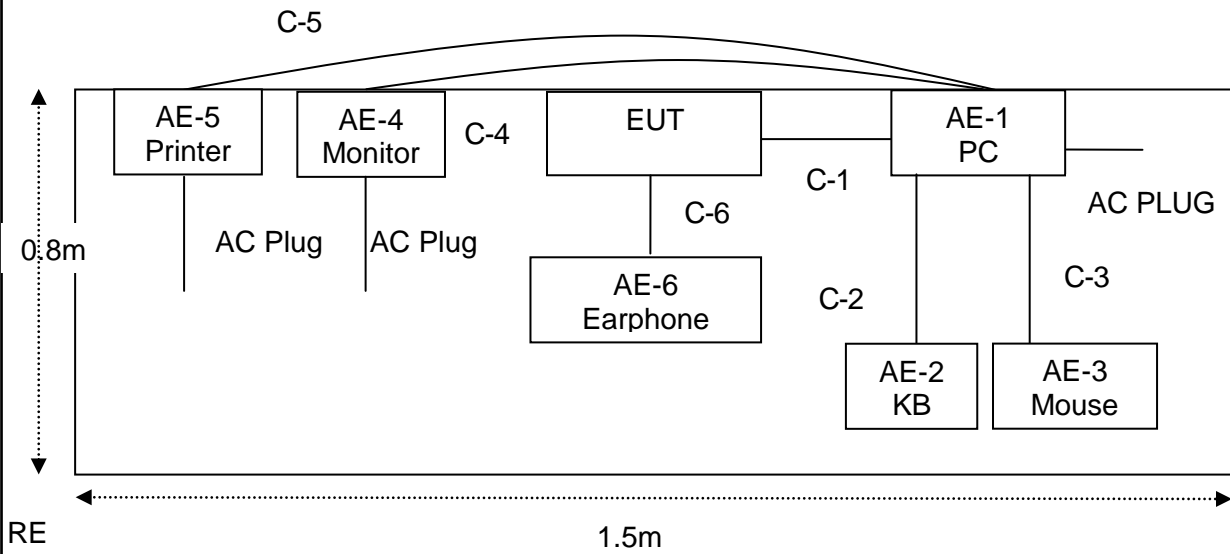 C-5
AE-5
Printer
AE-4
Monitor
C-4
EUT
C-1
AE-1
PC
AC PLUG
0.8m
AC Plug
AC Plug
C-6
AE-6
Earphone
C-2
C-3
AE-2
KB
AE-3
Mouse
RE
1.5m